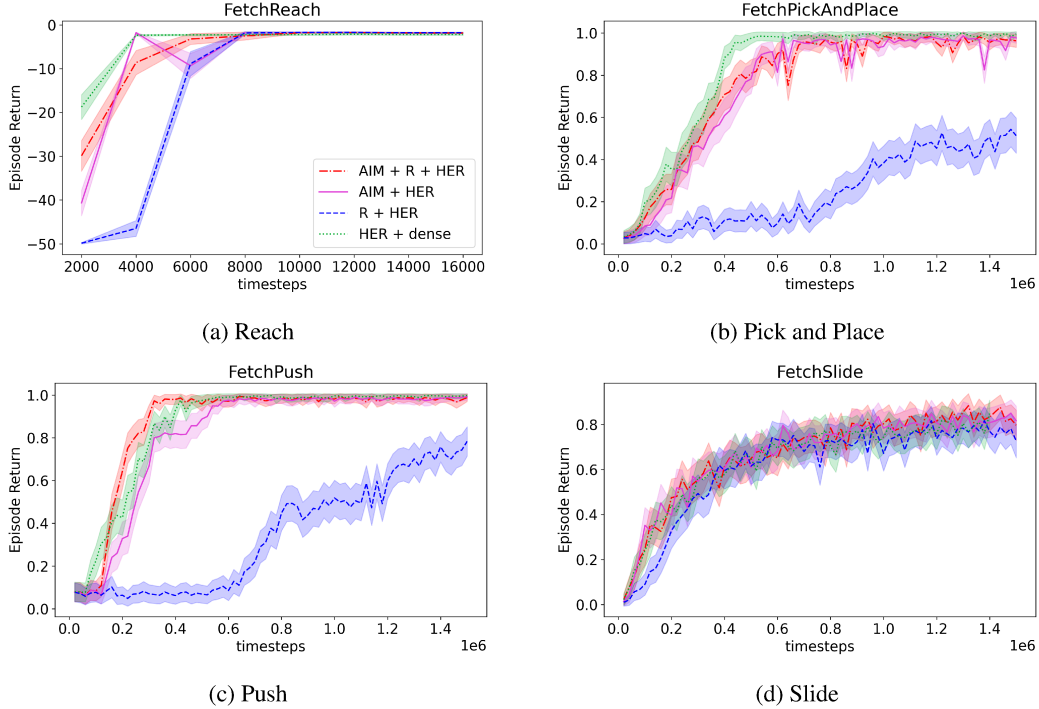 FetchReach
Episode Return
0
−10
−20
−30
−40
−50
AIM + R + HER
AIM + HER
R + HER
HER + dense
2000 4000 6000 8000 10000 12000 14000 16000
timesteps
(a) Reach
FetchPickAndPlace
Episode Return
1.0
0.8
0.6
0.4
0.2
0.0
0.0 0.2 0.4 0.6 0.8 1.0 1.2 1.4
timesteps
1e6
(b) Pick and Place
FetchPush
Episode Return
1.0
0.8
0.6
0.4
0.2
0.0
0.0 0.2 0.4 0.6 0.8 1.0 1.2 1.4
timesteps
1e6
(c) Push
FetchSlide
Episode Return
0.8
0.6
0.4
0.2
0.0
0.0 0.2 0.4 0.6 0.8 1.0 1.2 1.4
timesteps
1e6
(d) Slide